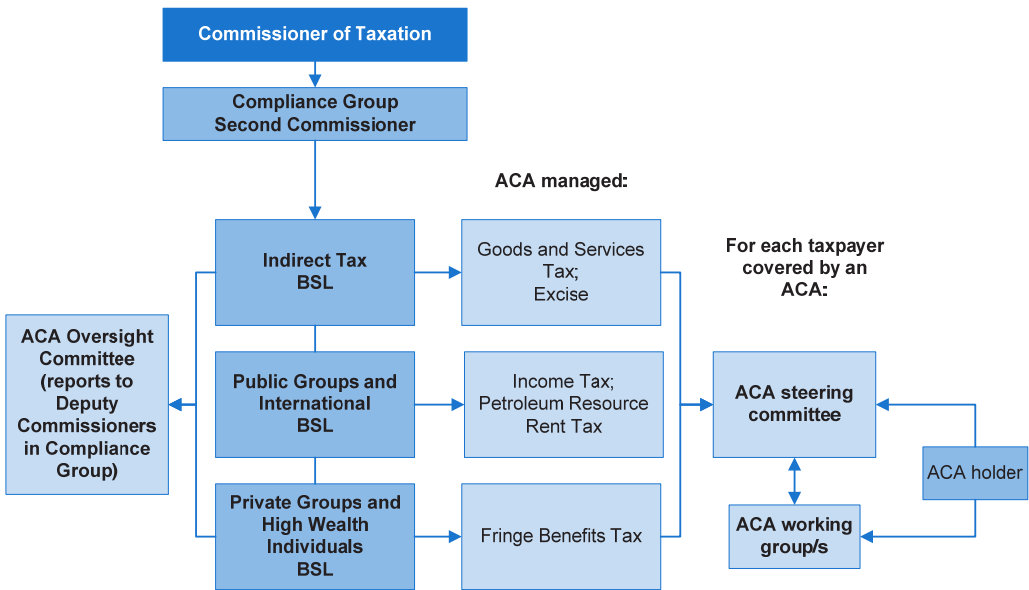 Commissioner of Taxation
Compliance Group
Second Commissioner
ACA managed:
Indirect Tax
BSL
Goods and Services
Tax;
Excise
For each taxpayer
covered by an
ACA:
ACA Oversight
Committee
(reports to
Deputy
Commissioners
in Compliance
Group)
Public Groups and
International
BSL
Income Tax;
Petroleum Resource
Rent Tax
ACA steering
committee
ACA holder
Private Groups and
High Wealth
Individuals
BSL
Fringe Benefits Tax
ACA working
group/s